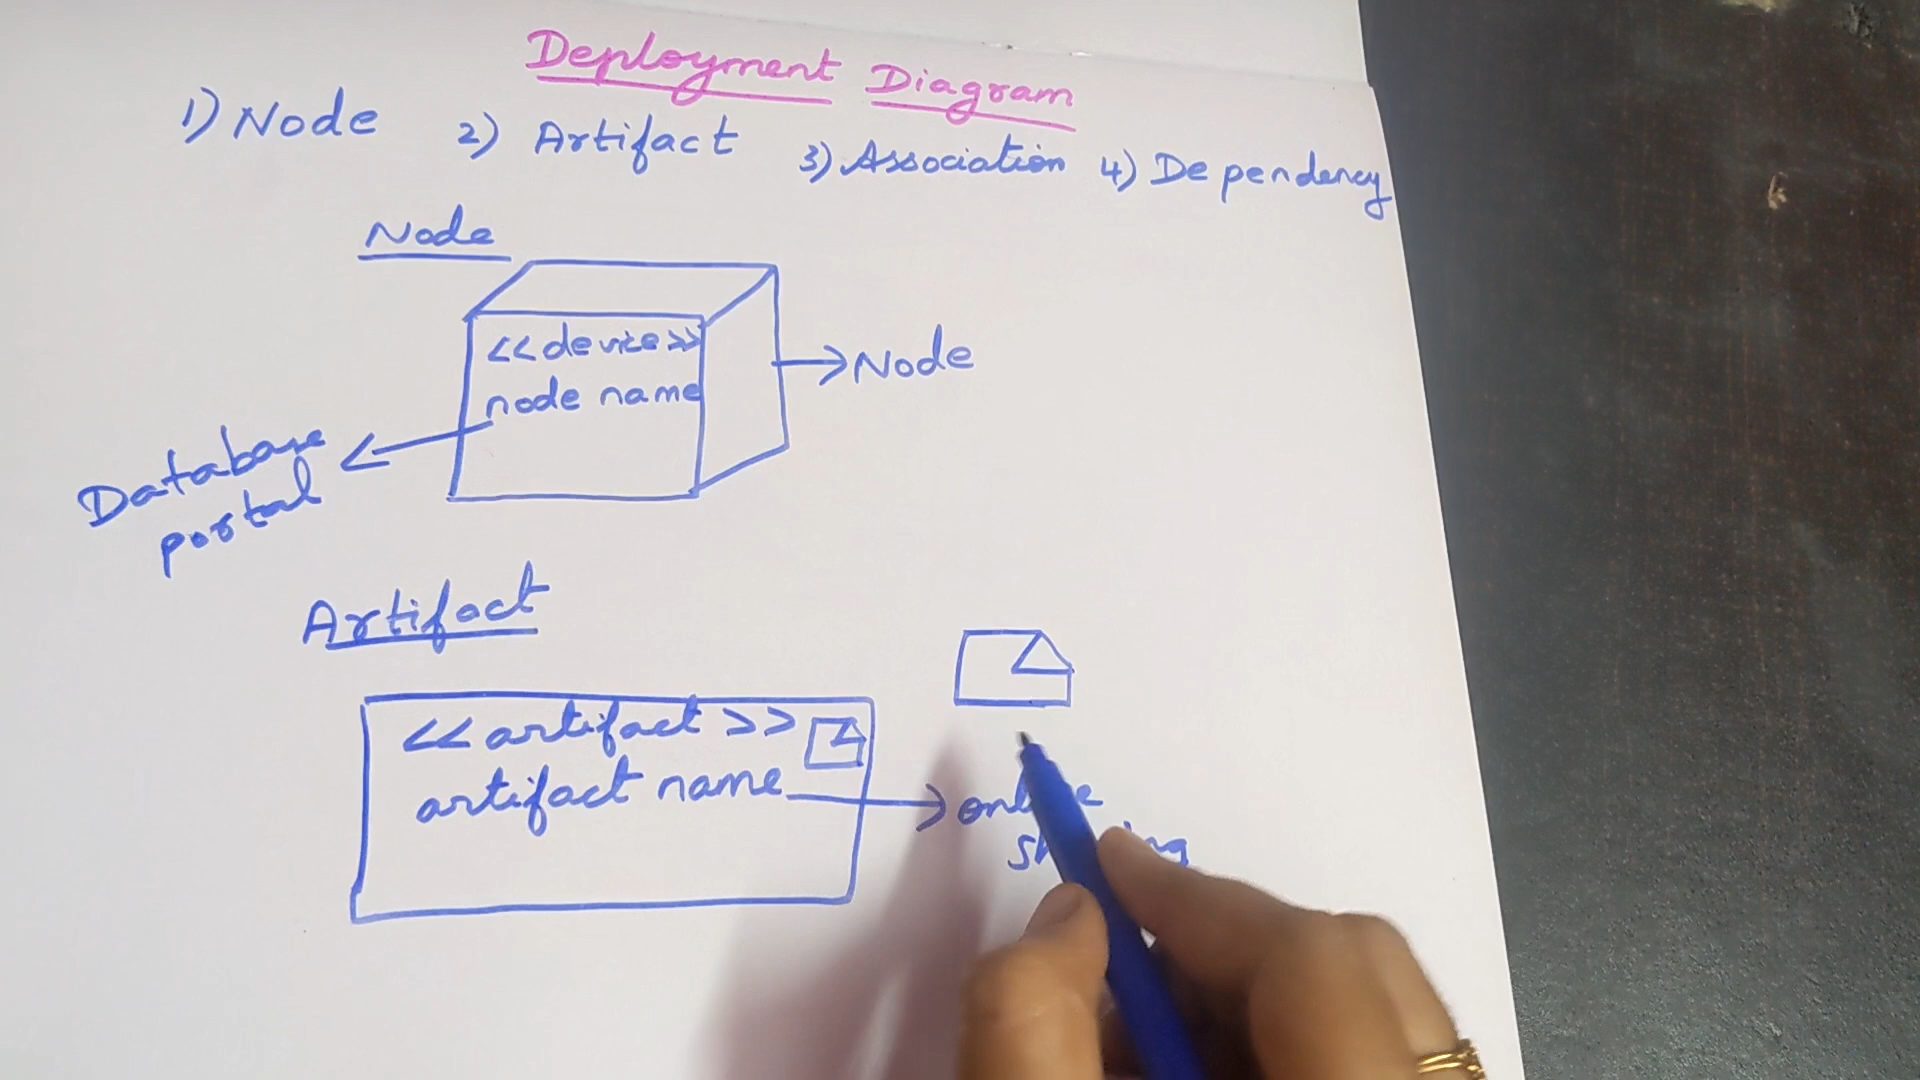 Deployment Diagram
1) Node 2) Artifact 3) Association 4) Dependency
Node
<<device>>
node name
Node
Database
portal
Artifact
<<artifact>>
artifact name